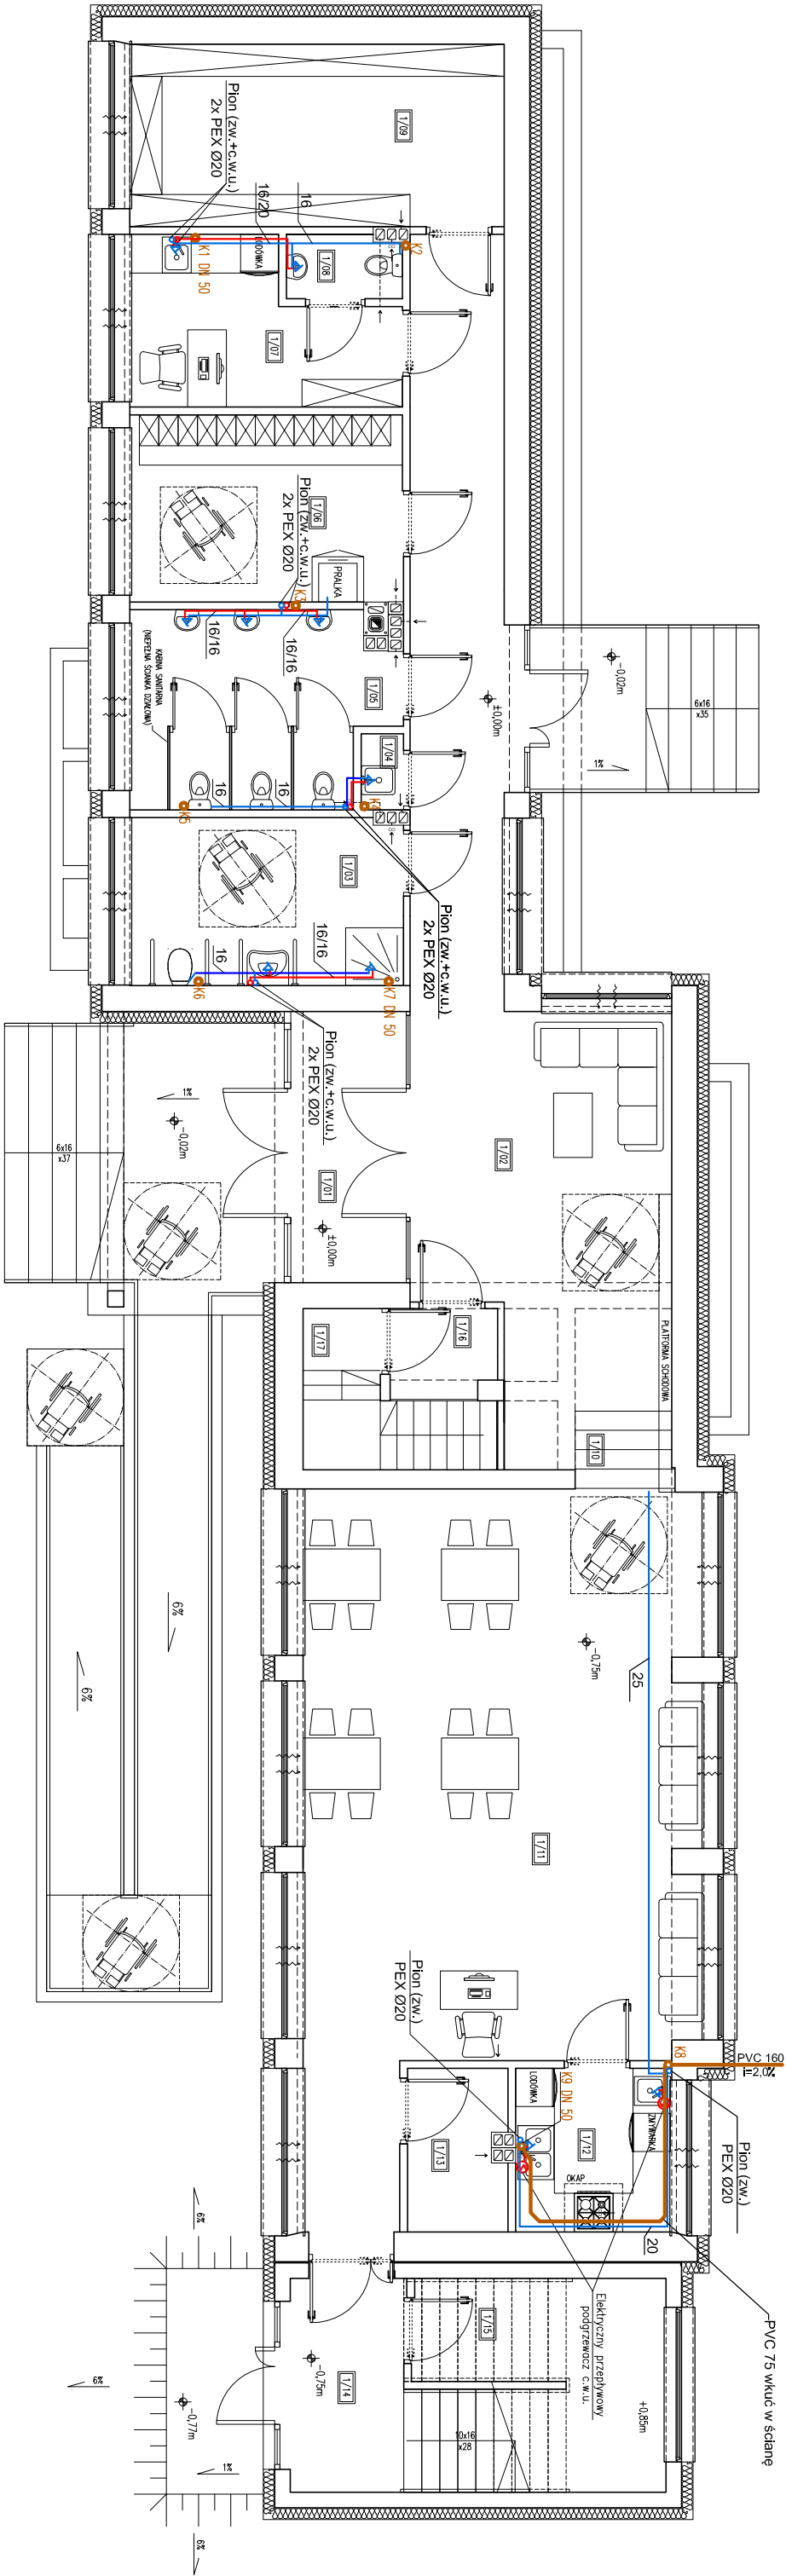 1/09
Pion (zw.+c.w.u.)
2x PEX Ø20
16/20
16
K1 DN 50
LODÓWKA
1/08
K2
1/07
1/06
Pion (zw.+c.w.u.)
2x PEX Ø20
PRALKA
K3
16/16
16/16
KABINA SANITARNA
(NIEPEŁNA ŚCIANKA DZIAŁOWA)
1/05
-0,02m
±0,00m
6x16
x35
1%
1/04
16
16
K5
1/03
Pion (zw.+c.w.u.)
2x PEX Ø20
16/16
16
K6
K7 DN 50
Pion (zw.+c.w.u.)
2x PEX Ø20
1%
-0,02m
6x16
x37
1/01
±0,00m
1/02
1/16
1/17
PLATFORMA SCHODOWA
1/10
6%
6%
-0,75m
25
1/11
Pion (zw.)
PEX Ø20
K8
PVC 160
i=2,0%
LODÓWKA
K9 DN 50
ZMYWARKA
1/12
1/13
OKAP
Pion (zw.)
PEX Ø20
20
PVC 75 wkuć w ścianę
Elektryczny przepływowy
podgrzewacz c.w.u.
1/15
1/14
-0,75m
+0,85m
10x16
x28
-0,77m
6%
6%
1%
6%